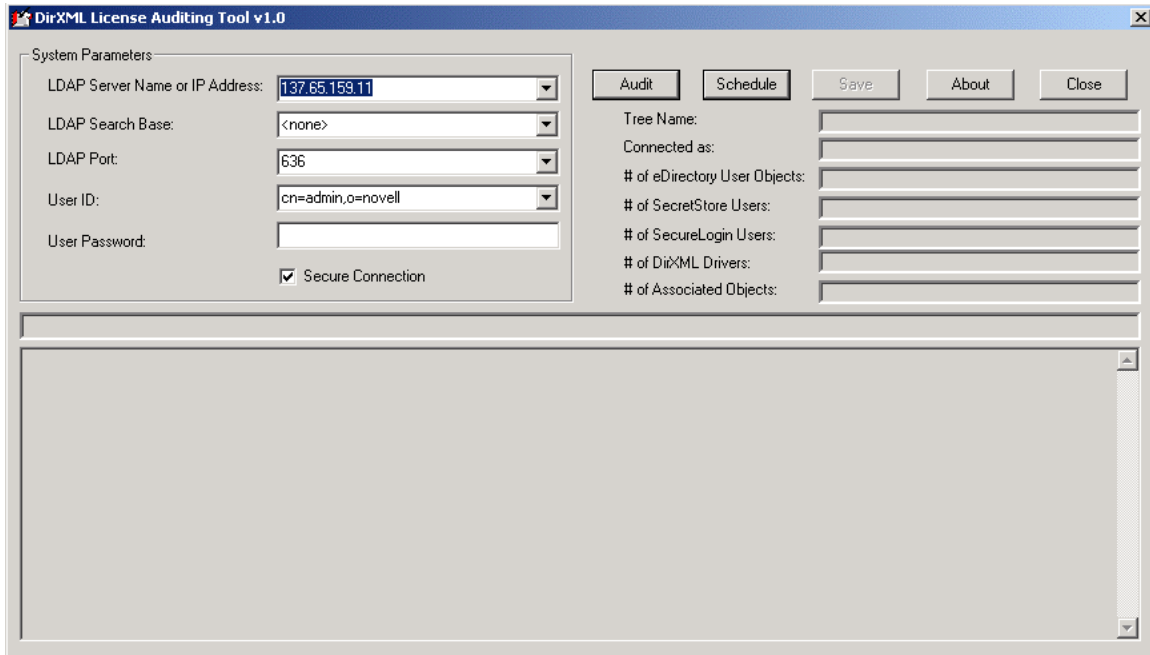 DirXML License Auditing Tool v1.0
System Parameters
LDAP Server Name or IP Address: 137.65.159.11
LDAP Search Base: <none>
LDAP Port: 636
User ID: cn=admin,o=novell
User Password:
Secure Connection
Audit Schedule Save About Close
Tree Name:
Connected as:
# of eDirectory User Objects:
# of SecretStore Users:
# of SecureLogin Users:
# of DirXML Drivers:
# of Associated Objects: